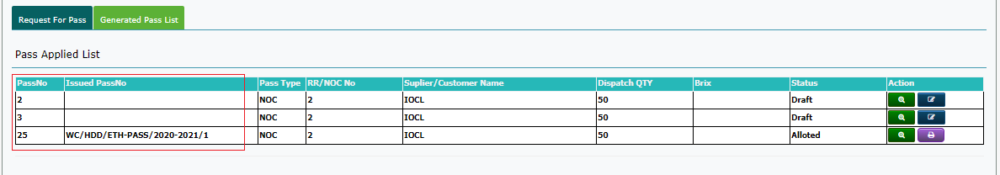 Request For Pass Generated Pass List
Pass Applied List
PassNo Issued PassNo Pass Type RR/NOC No Suplier/Customer Name Dispatch QTY Brix Status Action
2 NOC 2 IOCL 50 Draft
3 NOC 2 IOCL 50 Draft
25 WC/HDD/ETH-PASS/2020-2021/1 NOC 2 IOCL 50 Alloted